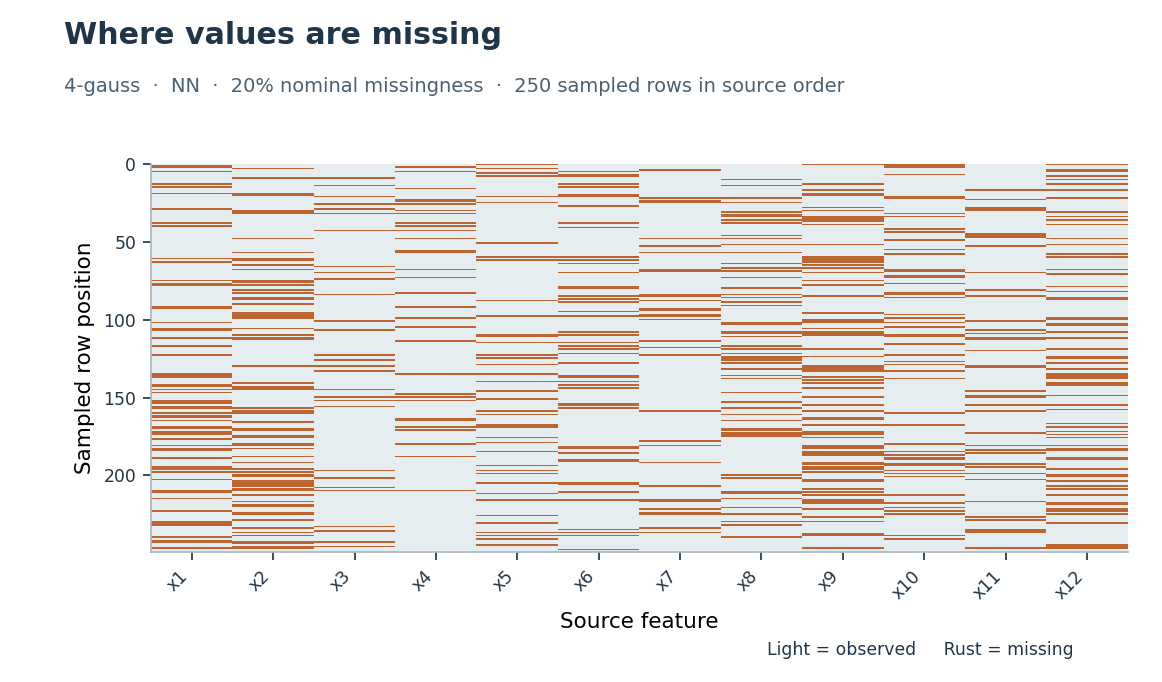 Where values are missing
4-gauss · NN · 20% nominal missingness · 250 sampled rows in source order
0
50
100
150
200
Sampled row position
x1 x2 x3 x4 x5 x6 x7 x8 x9 x10 x11 x12
Source feature
Light = observed Rust = missing